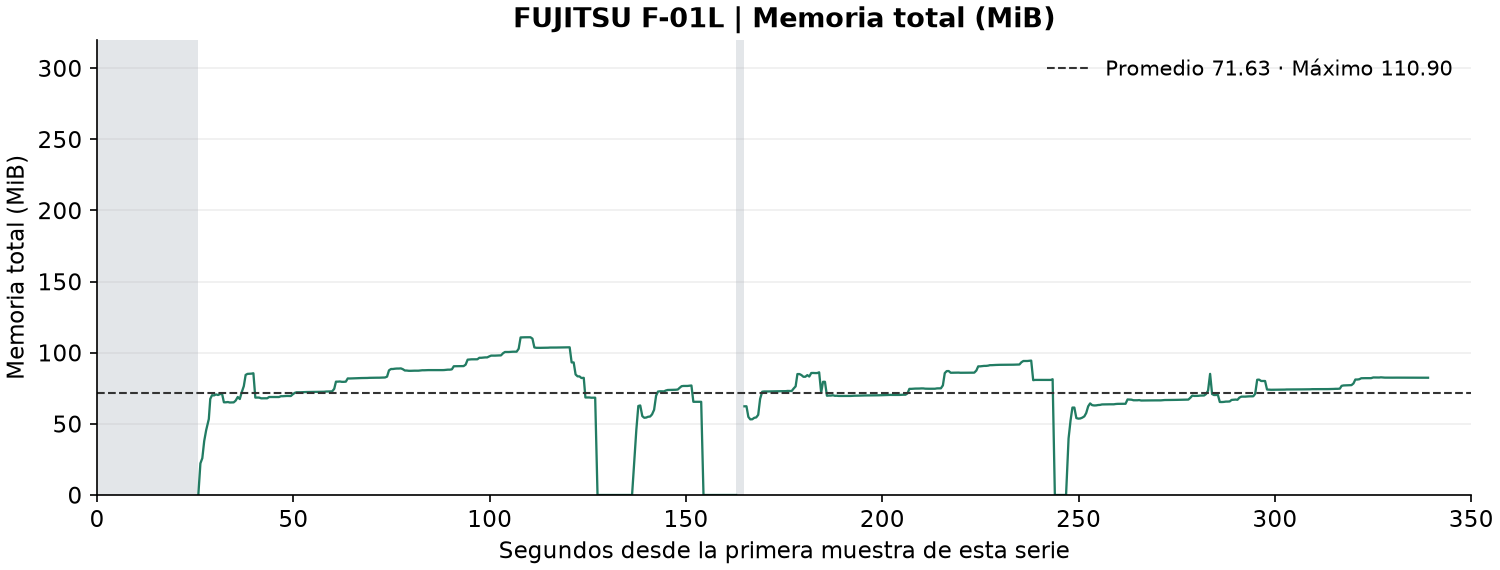 FUJITSU F-01L | Memoria total (MiB)
Promedio 71.63 · Máximo 110.90
Memoria total (MiB)
300
250
200
150
100
50
0
0 50 100 150 200 250 300 350
Segundos desde la primera muestra de esta serie